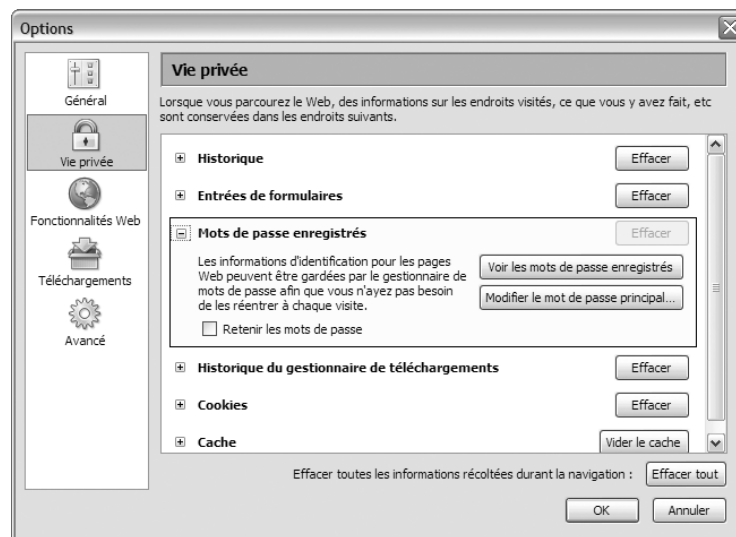 Options
Général
Vie privée
Fonctionnalités Web
Téléchargements
Avancé
Vie privée
Lorsque vous parcourez le Web, des informations sur les endroits visités, ce que vous y avez fait, etc
sont conservées dans les endroits suivants.
Historique Effacer
Entrées de formulaires Effacer
Mots de passe enregistrés Effacer
Les informations d'identification pour les pages
Web peuvent être gardées par le gestionnaire de
mots de passe afin que vous n'ayez pas besoin
de les réentrer à chaque visite.
Voir les mots de passe enregistrés
Modifier le mot de passe principal...
Retenir les mots de passe
Historique du gestionnaire de téléchargements Effacer
Cookies Effacer
Cache Vider le cache
Effacer toutes les informations récoltées durant la navigation : Effacer tout
OK Annuler